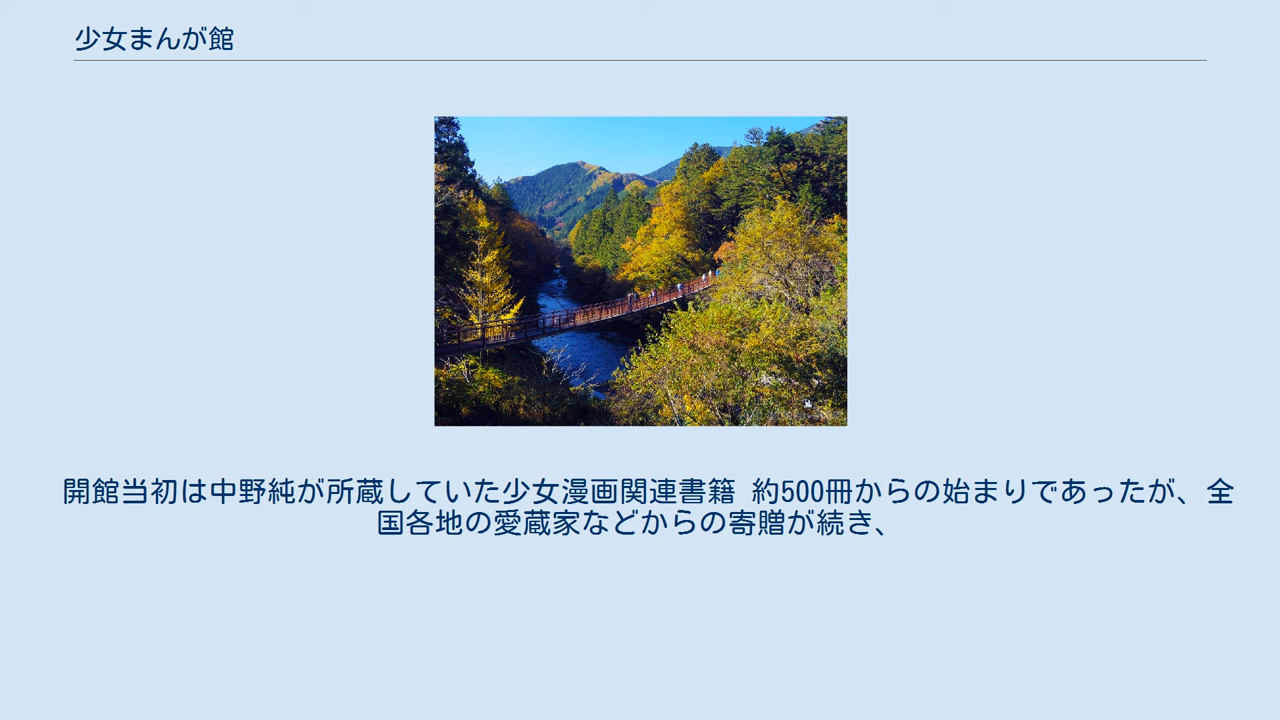 少女まんが館
開館当初は中野純が所蔵していた少女漫画関連書籍 約500冊からの始まりであったが、全
国各地の愛蔵家などからの寄贈が続き、